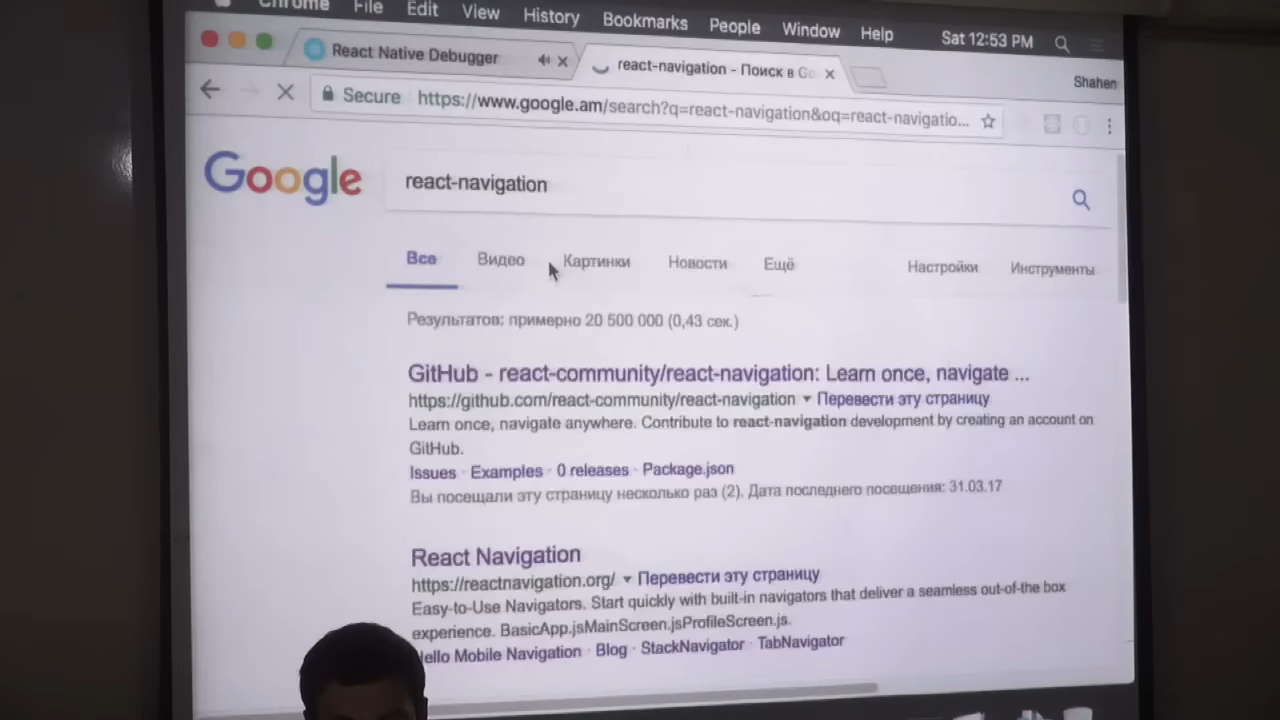 Chrome File Edit View History Bookmarks People Window Help Sat 12:53 PM
React Native Debugger
react-navigation - Поиск в Go
Shahen
Secure https://www.google.am/search?q=react-navigation&oq=react-navigatio...
Google
react-navigation
Все Видео Картинки Новости Ещё Настройки Инструменты
Результатов: примерно 20 500 000 (0,43 сек.)
GitHub - react-community/react-navigation: Learn once, navigate ...
https://github.com/react-community/react-navigation ▾ Перевести эту страницу
Learn once, navigate anywhere. Contribute to react-navigation development by creating an account on
GitHub.
Issues · Examples · 0 releases · Package.json
Вы посещали эту страницу несколько раз (2). Дата последнего посещения: 31.03.17
React Navigation
https://reactnavigation.org/ ▾ Перевести эту страницу
Easy-to-Use Navigators. Start quickly with built-in navigators that deliver a seamless out-of-the box
experience. BasicApp.jsMainScreen.jsProfileScreen.js.
Hello Mobile Navigation · Blog · StackNavigator · TabNavigator